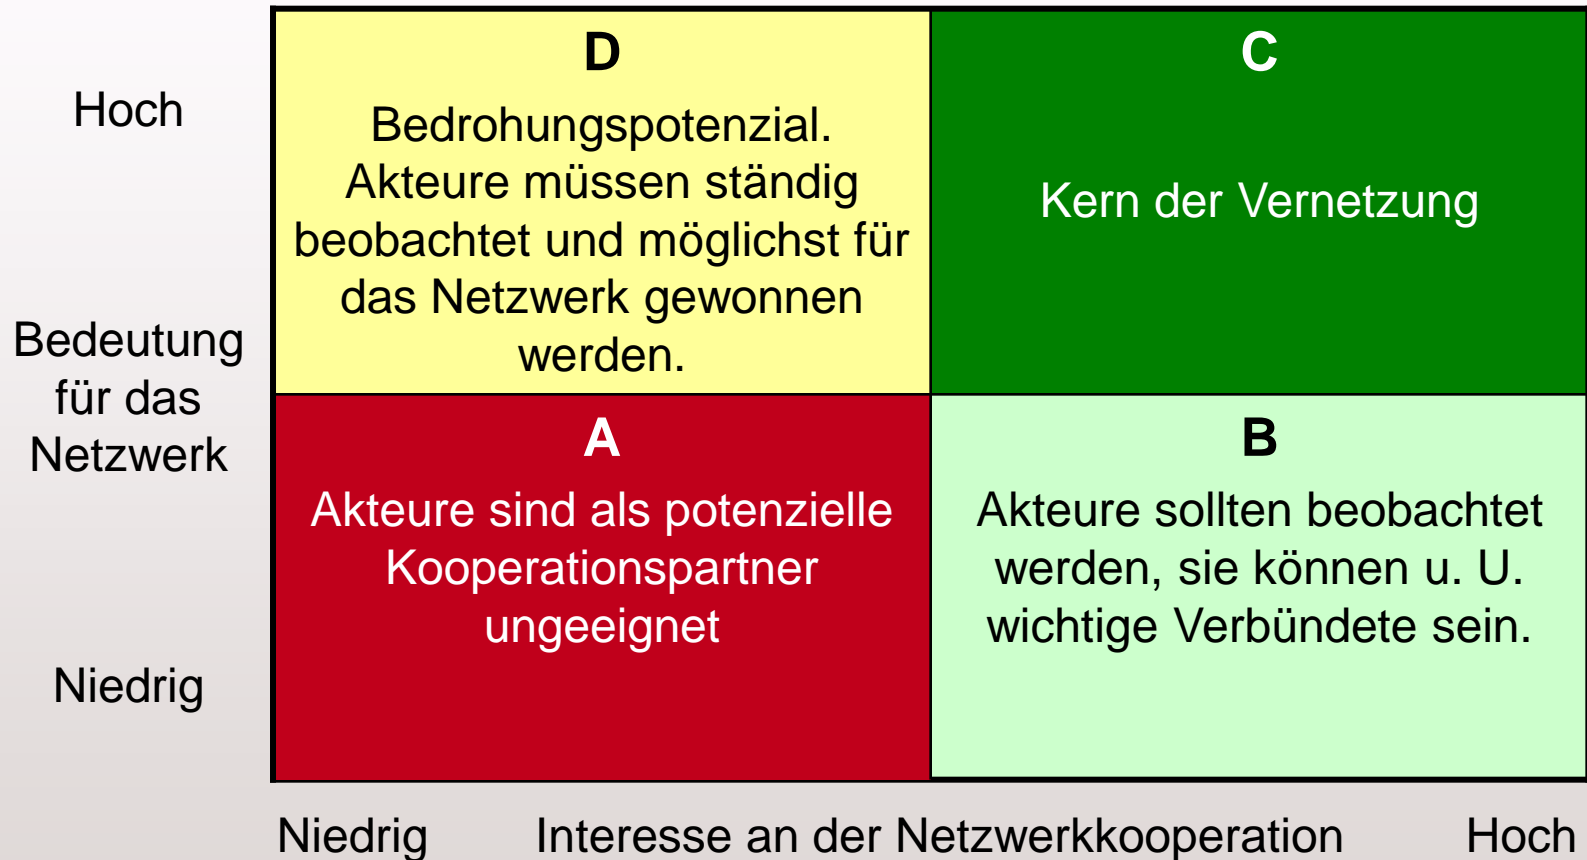 Hoch
Bedeutung
für das
Netzwerk
Niedrig
D
Bedrohungspotenzial.
Akteure müssen ständig
beobachtet und möglichst für
das Netzwerk gewonnen
werden.
C
Kern der Vernetzung
A
Akteure sind als potenzielle
Kooperationspartner
ungeeignet
B
Akteure sollten beobachtet
werden, sie können u. U.
wichtige Verbündete sein.
Niedrig Interesse an der Netzwerkkooperation Hoch